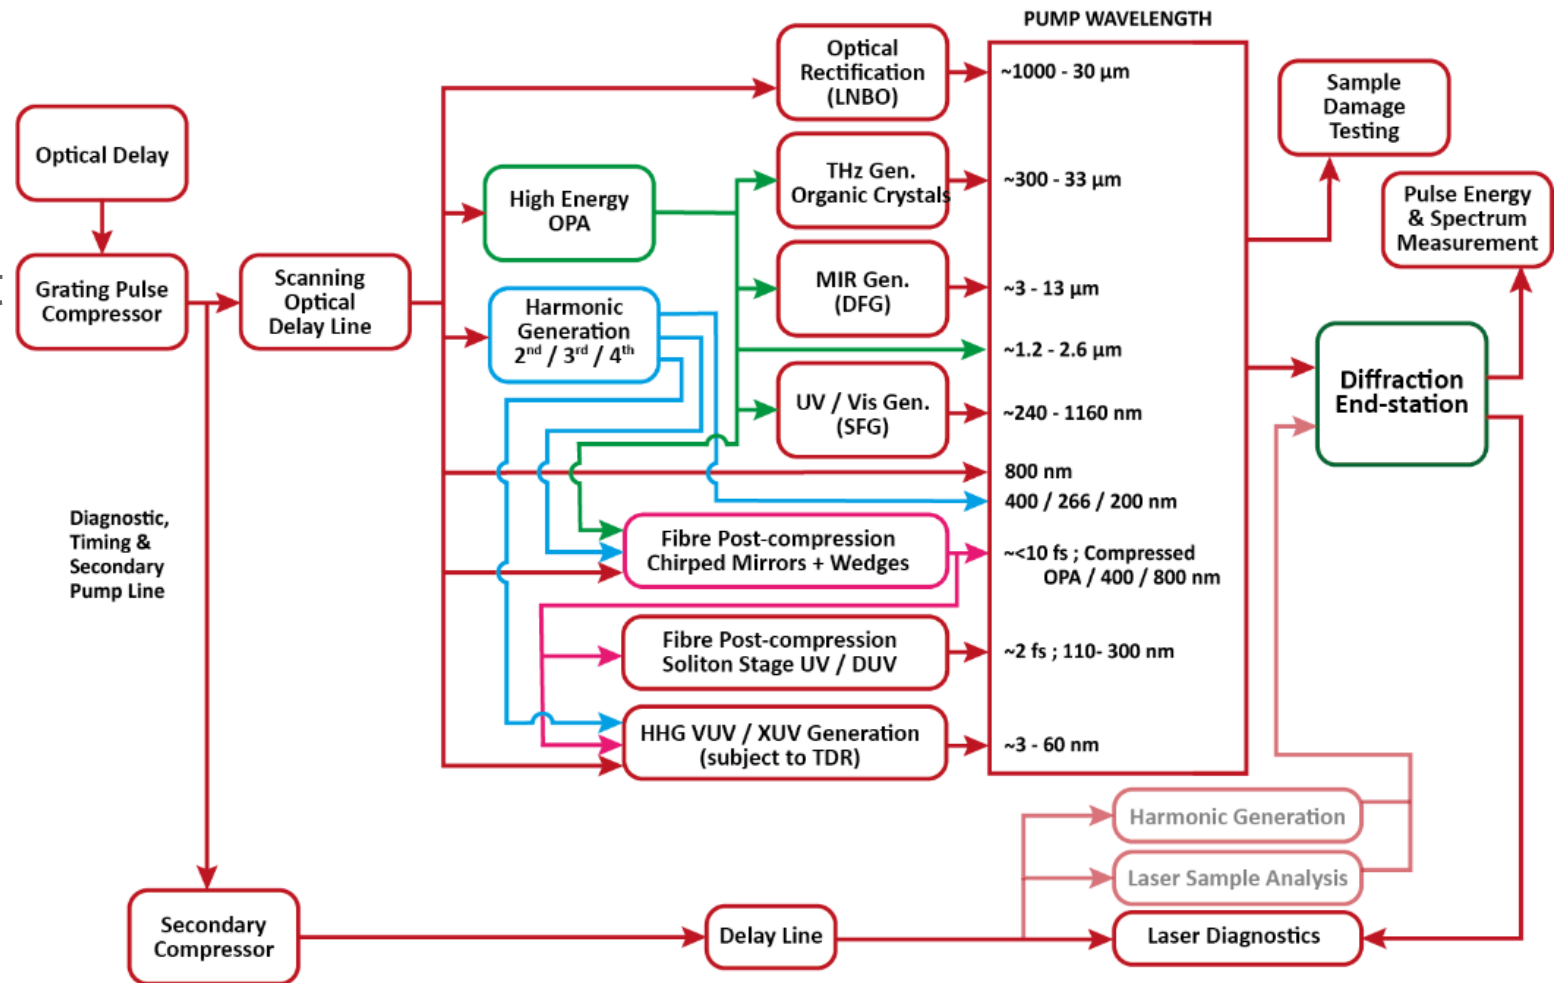 PUMP WAVELENGTH
Optical Delay
Grating Pulse
Compressor
Scanning
Optical
Delay Line
High Energy
OPA
Harmonic
Generation
2nd / 3rd / 4th
Optical
Rectification
(LNBO)
THz Gen.
Organic Crystals
MIR Gen.
(DFG)
UV / Vis Gen.
(SFG)
Fibre Post-compression
Chirped Mirrors + Wedges
Fibre Post-compression
Soliton Stage UV / DUV
HHG VUV / XUV Generation
(subject to TDR)
~1000 - 30 µm
~300 - 33 µm
~3 - 13 µm
~1.2 - 2.6 µm
~240 - 1160 nm
800 nm
400 / 266 / 200 nm
~<10 fs ; Compressed
OPA / 400 / 800 nm
~2 fs ; 110- 300 nm
~3 - 60 nm
Sample
Damage
Testing
Pulse Energy
& Spectrum
Measurement
Diffraction
End-station
Diagnostic,
Timing &
Secondary
Pump Line
Secondary
Compressor
Delay Line
Harmonic Generation
Laser Sample Analysis
Laser Diagnostics